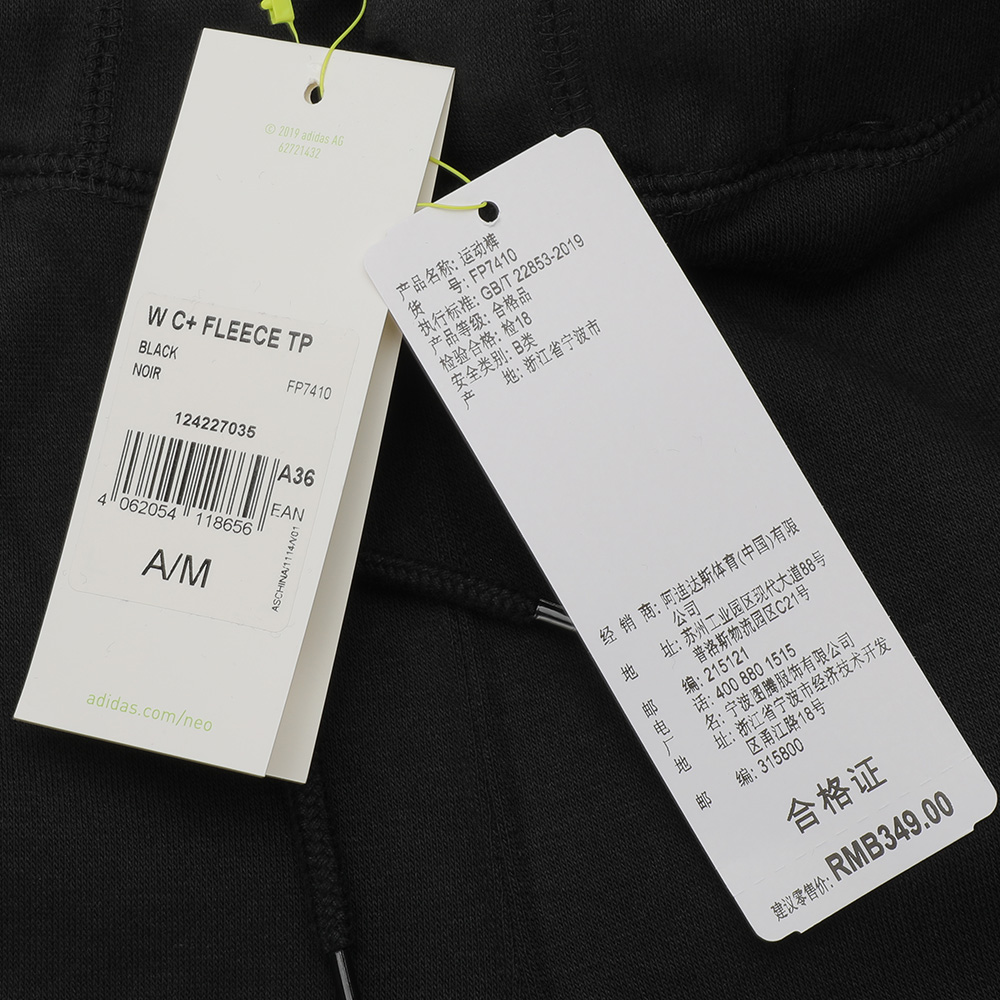 © 2019 adidas AG
62721432
W C+ FLEECE TP
BLACK
NOIR
FP7410
124227035
A36
4 062054 118656
EAN
A/M
ASCHINA/1114/V01
adidas.com/neo
产品名称: 运动裤
货 号: FP7410
执行标准: GB/T 22853-2019
产品等级: 合格品
检验合格: 检18
安全类别: B类
产 地: 浙江省宁波市
经 销 商: 阿迪达斯体育(中国)有限
公司
地 址: 苏州工业园区现代大道88号
普洛斯物流园区C21号
邮 编: 215121
电 话: 400 880 1515
厂 名: 宁波图腾服饰有限公司
地 址: 浙江省宁波市经济技术开发
区甬江路18号
邮 编: 315800
合格证
建议零售价: RMB349.00